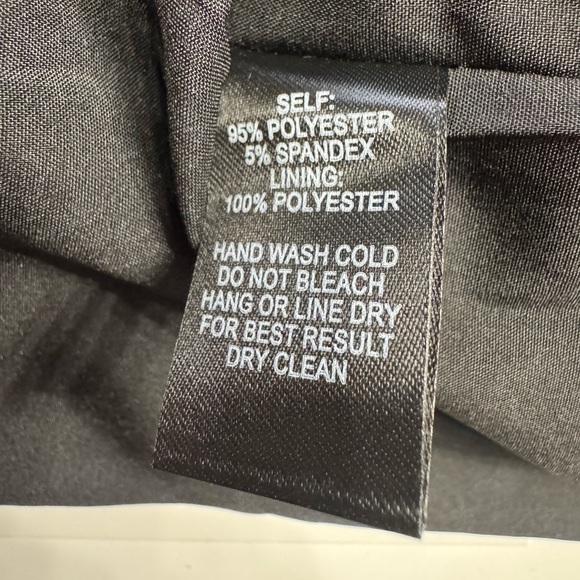 SELF:
95% POLYESTER
5% SPANDEX
LINING:
100% POLYESTER
HAND WASH COLD
DO NOT BLEACH
HANG OR LINE DRY
FOR BEST RESULT
DRY CLEAN